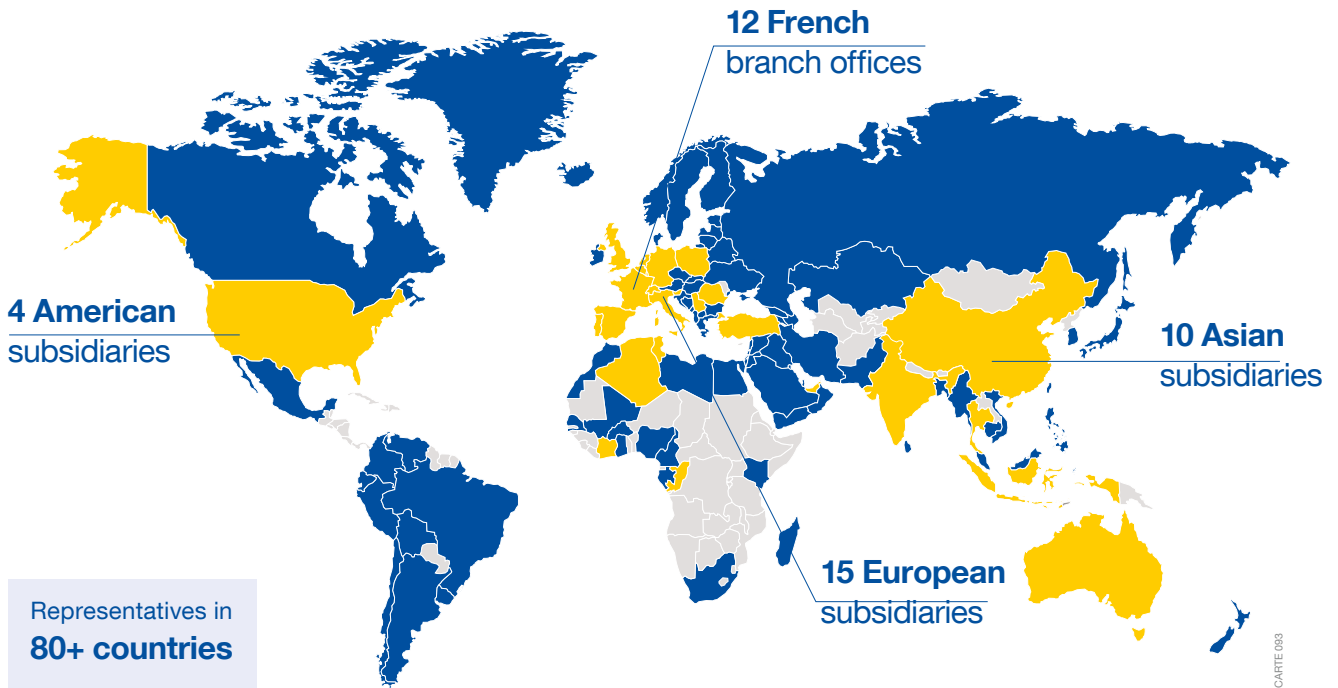 12 French
branch offices
4 American
subsidiaries
10 Asian
subsidiaries
15 European
subsidiaries
Representatives in
80+ countries
CARTE 093